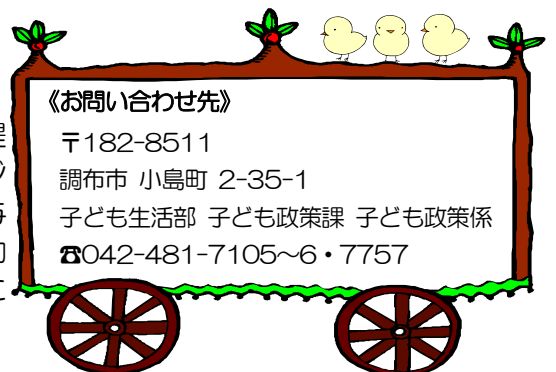 《お問い合わせ先》
〒182-8511
調布市 小島町 2-35-1
子ども生活部 子ども政策課 子ども政策係
☎042-481-7105～6・7757